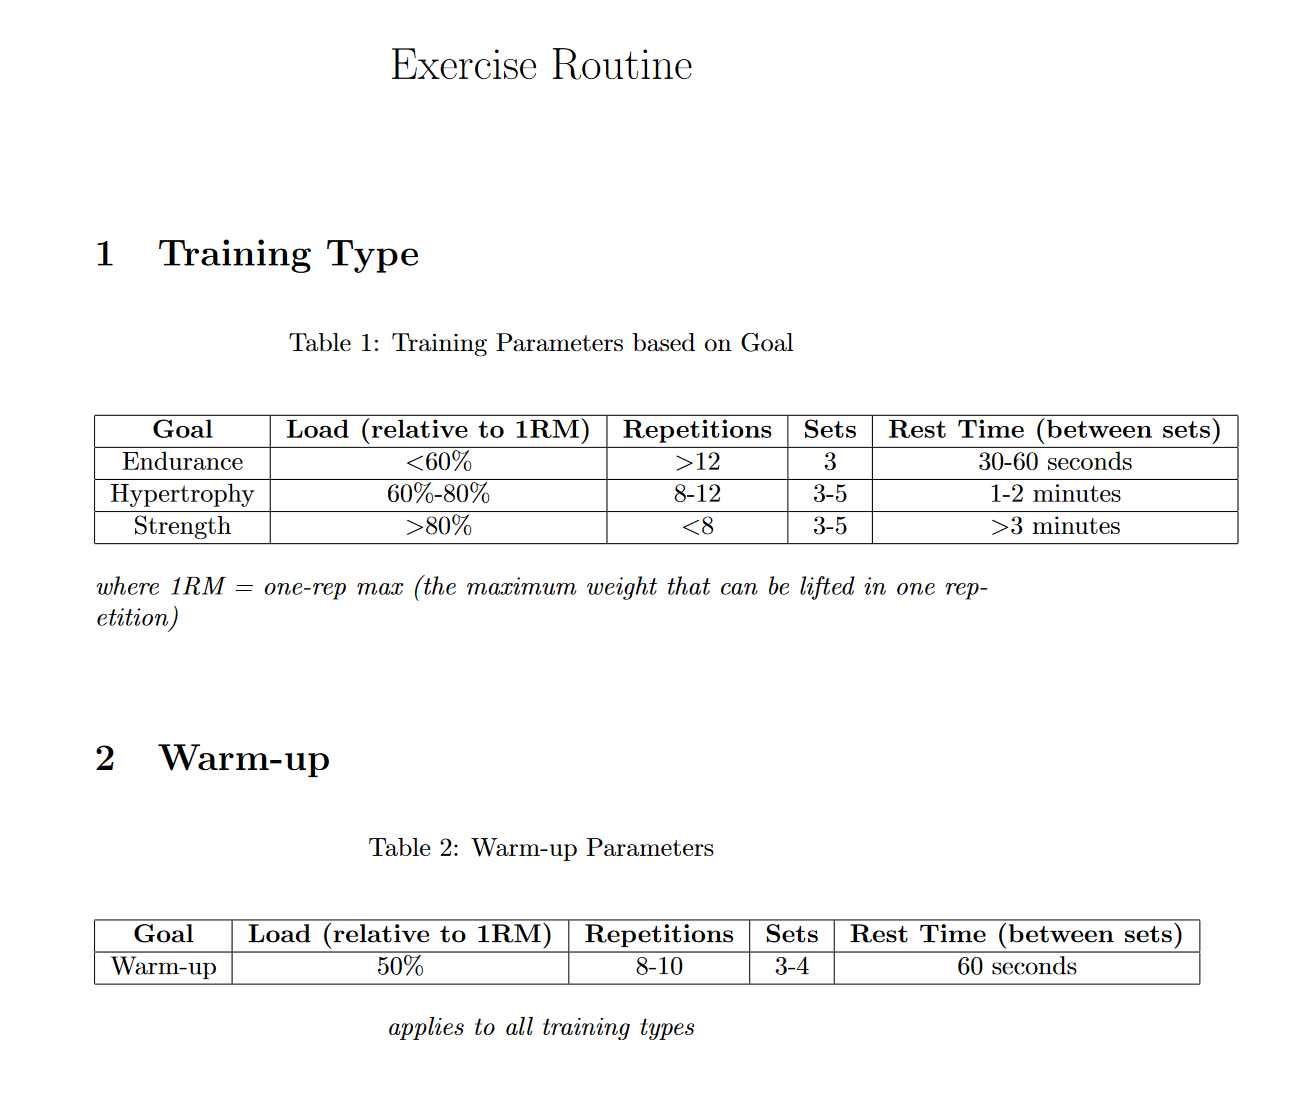 Exercise Routine
1 Training Type
Table 1: Training Parameters based on Goal
Goal Load (relative to 1RM) Repetitions Sets Rest Time (between sets)
Endurance <60% >12 3 30-60 seconds
Hypertrophy 60%-80% 8-12 3-5 1-2 minutes
Strength >80% <8 3-5 >3 minutes
where 1RM = one-rep max (the maximum weight that can be lifted in one rep-
etition)
2 Warm-up
Table 2: Warm-up Parameters
Goal Load (relative to 1RM) Repetitions Sets Rest Time (between sets)
Warm-up 50% 8-10 3-4 60 seconds
applies to all training types